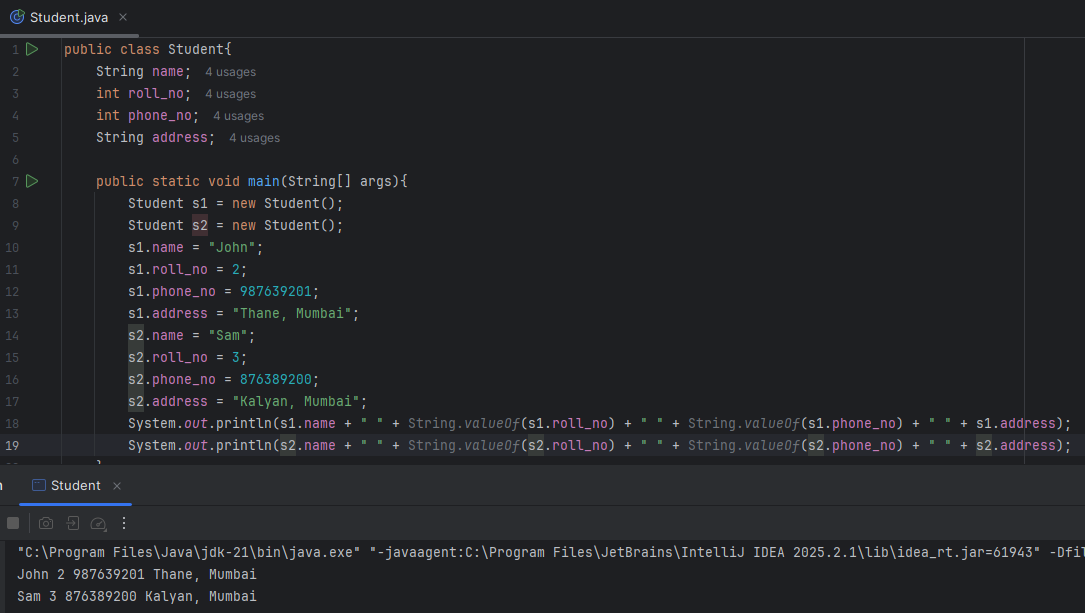 Student.java
1 public class Student{
2 String name; 4 usages
3 int roll_no; 4 usages
4 int phone_no; 4 usages
5 String address; 4 usages
6
7 public static void main(String[] args){
8 Student s1 = new Student();
9 Student s2 = new Student();
10 s1.name = "John";
11 s1.roll_no = 2;
12 s1.phone_no = 987639201;
13 s1.address = "Thane, Mumbai";
14 s2.name = "Sam";
15 s2.roll_no = 3;
16 s2.phone_no = 876389200;
17 s2.address = "Kalyan, Mumbai";
18 System.out.println(s1.name + " " + String.valueOf(s1.roll_no) + " " + String.valueOf(s1.phone_no) + " " + s1.address);
19 System.out.println(s2.name + " " + String.valueOf(s2.roll_no) + " " + String.valueOf(s2.phone_no) + " " + s2.address);
Student
"C:\Program Files\Java\jdk-21\bin\java.exe" "-javaagent:C:\Program Files\JetBrains\IntelliJ IDEA 2025.2.1\lib\idea_rt.jar=61943" -Dfil
John 2 987639201 Thane, Mumbai
Sam 3 876389200 Kalyan, Mumbai